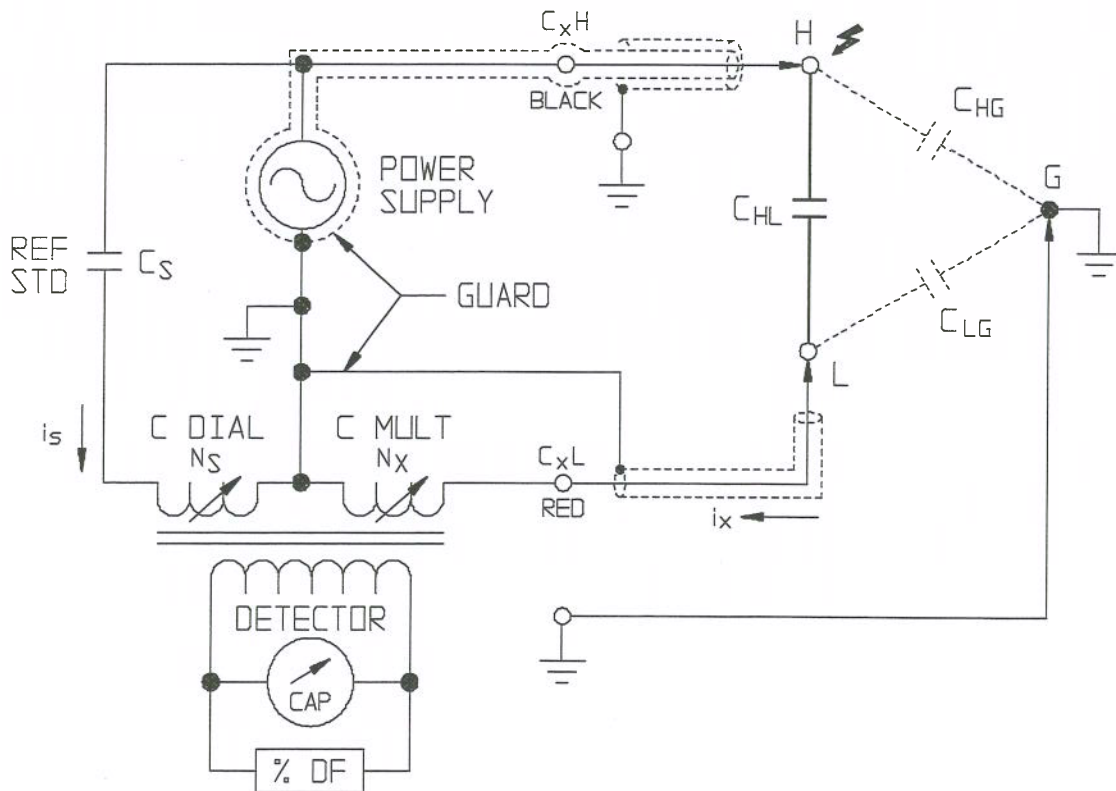 CxH
H
BLACK
CHG
POWER
SUPPLY
G
CHL
REF
STD
CS
GUARD
CLG
L
is
C DIAL
NS
C MULT
NX
CxL
RED
ix
DETECTOR
CAP
% DF